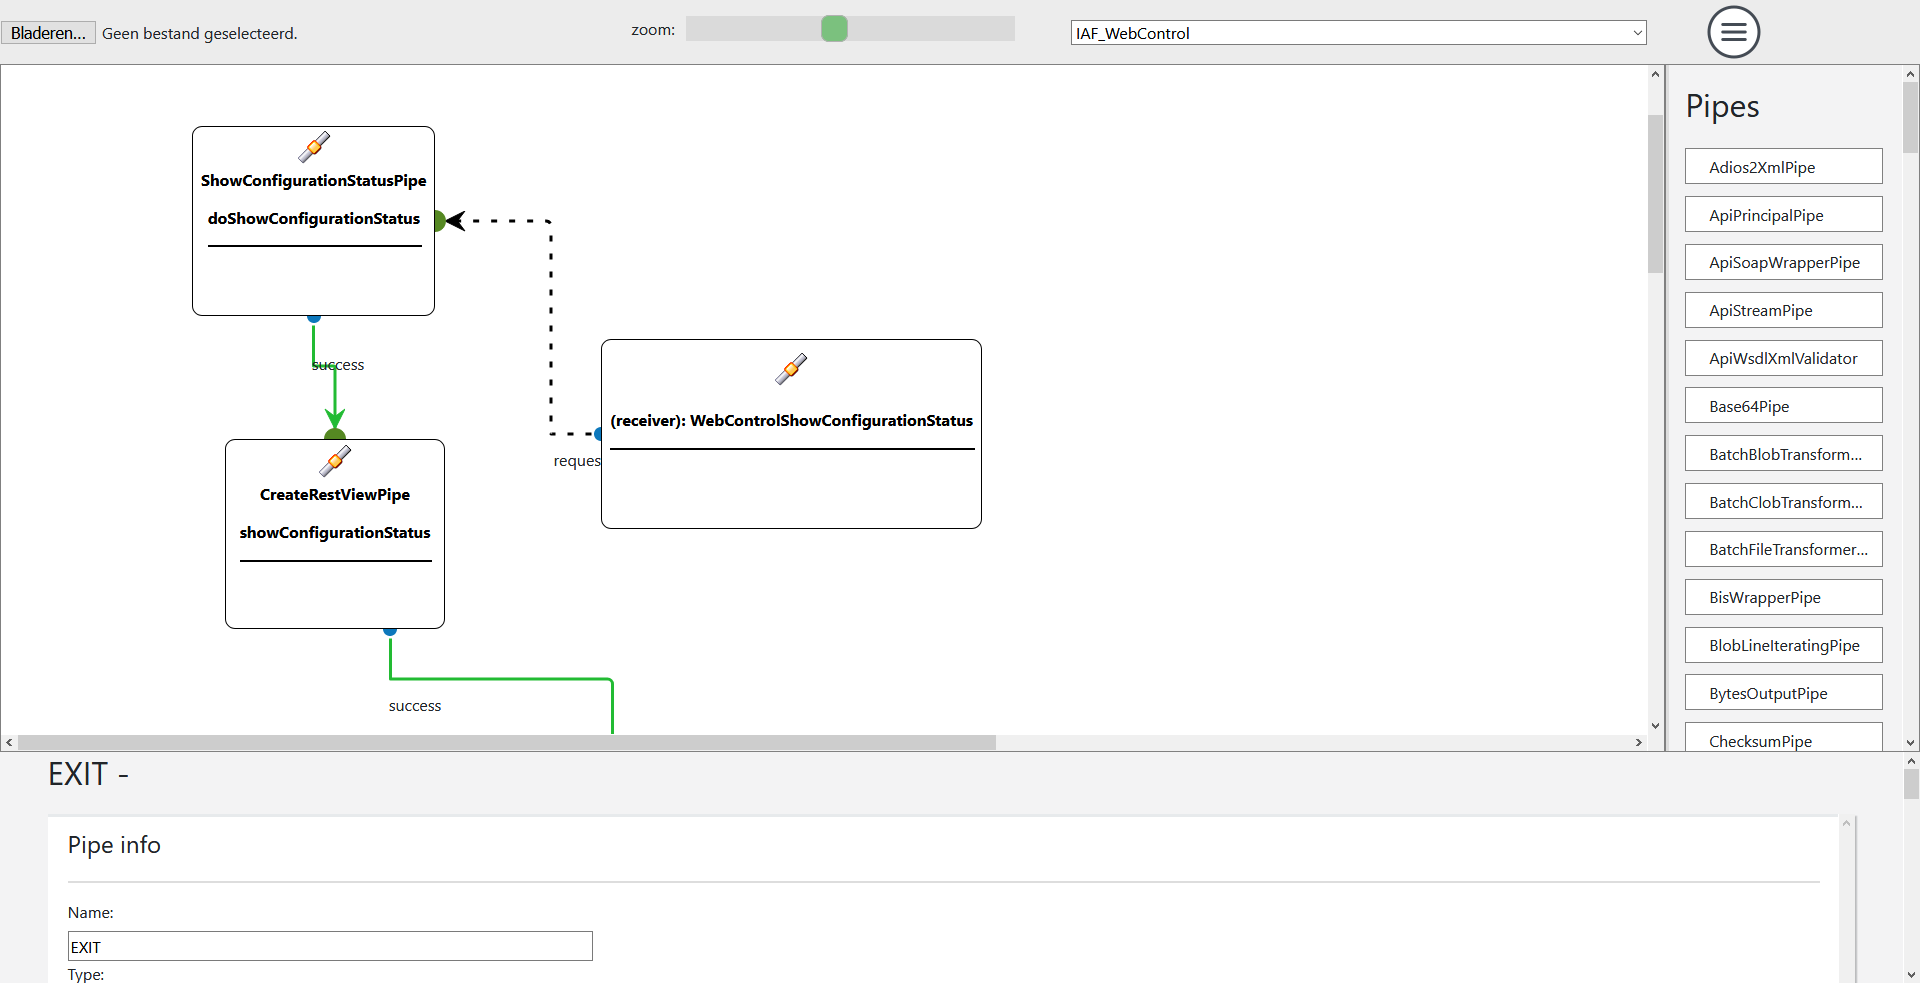 Bladeren... Geen bestand geselecteerd.
zoom:
IAF_WebControl
ShowConfigurationStatusPipe
doShowConfigurationStatus
success
(receiver): WebControlShowConfigurationStatus
reques
CreateRestViewPipe
showConfigurationStatus
success
Pipes
Adios2XmlPipe
ApiPrincipalPipe
ApiSoapWrapperPipe
ApiStreamPipe
ApiWsdlXmlValidator
Base64Pipe
BatchBlobTransform...
BatchClobTransform...
BatchFileTransformer...
BisWrapperPipe
BlobLineIteratingPipe
BytesOutputPipe
ChecksumPipe
EXIT -
Pipe info
Name:
EXIT
Type: